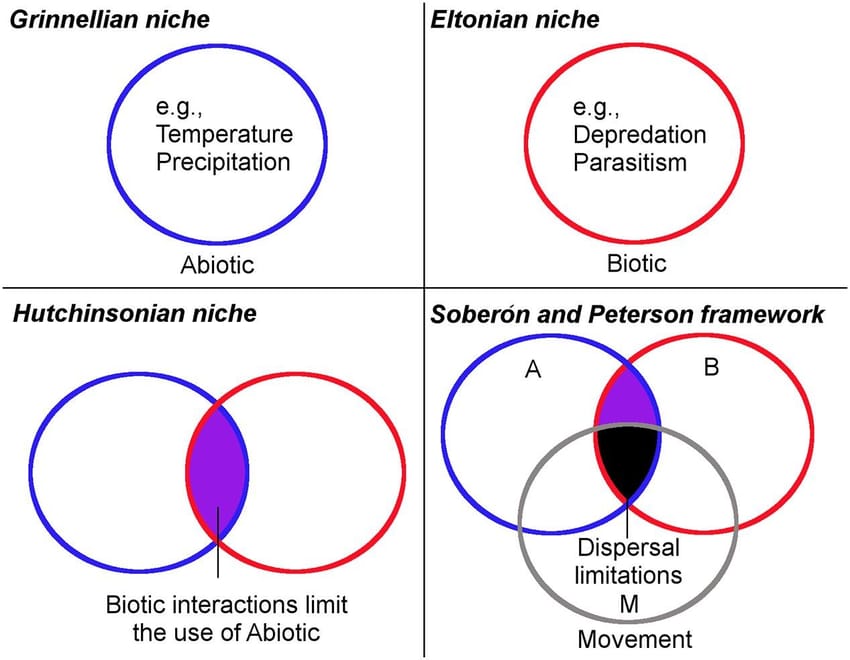 Grinnellian niche
e.g.,
Temperature
Precipitation
Abiotic
Eltonian niche
e.g.,
Depredation
Parasitism
Biotic
Hutchinsonian niche
Biotic interactions limit
the use of Abiotic
Soberón and Peterson framework
A
B
Dispersal
limitations
M
Movement